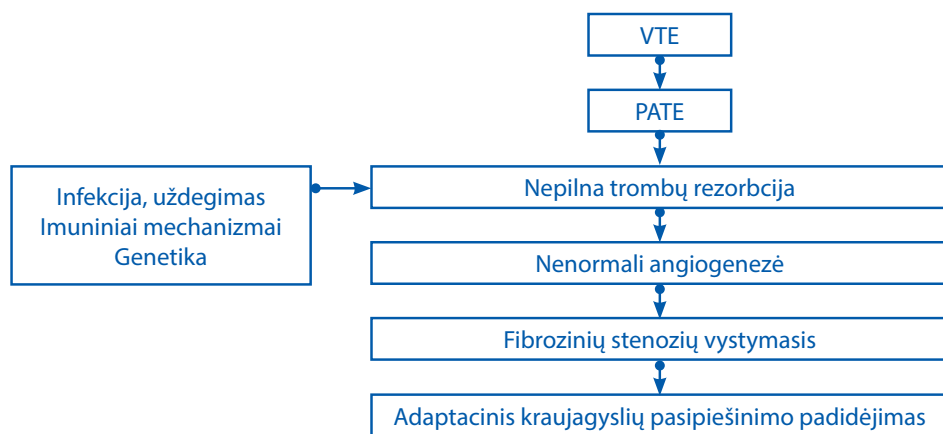 VTE
PATE
Infekcija, uždegimas
Imuniniai mechanizmai
Genetika
Nepilna trombų rezorbcija
Nenormali angiogenezė
Fibrozinių stenozių vystymasis
Adaptacinis kraujagyslių pasipiešinimo padidėjimas